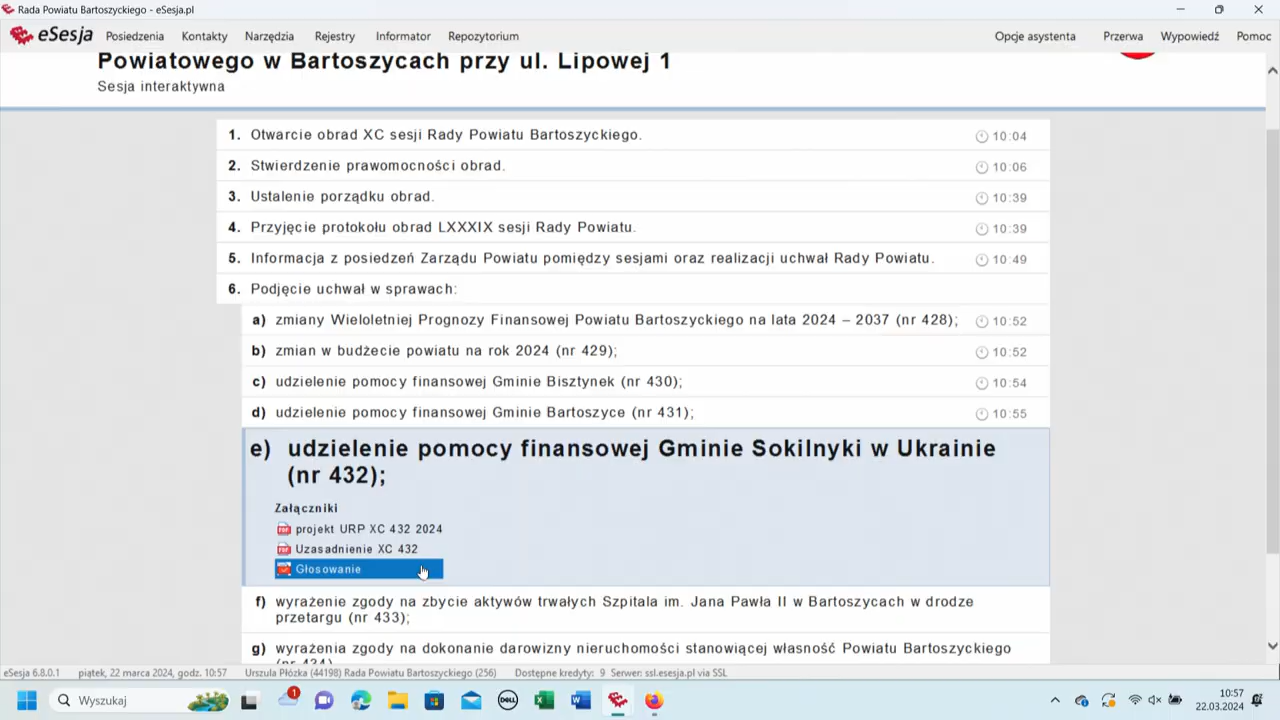 Rada Powiatu Bartoszyckiego - eSesja.pl
eSesja Posiedzenia Kontakty Narzędzia Rejestry Informator Repozytorium Opcje asystenta Przerwa Wypowiedź Pomoc
Powiatowego w Bartoszycach przy ul. Lipowej 1
Sesja interaktywna
1. Otwarcie obrad XC sesji Rady Powiatu Bartoszyckiego. 10:04
2. Stwierdzenie prawomocności obrad. 10:06
3. Ustalenie porządku obrad. 10:39
4. Przyjęcie protokołu obrad LXXXIX sesji Rady Powiatu. 10:39
5. Informacja z posiedzeń Zarządu Powiatu pomiędzy sesjami oraz realizacji uchwał Rady Powiatu. 10:49
6. Podjęcie uchwał w sprawach:
a) zmiany Wieloletniej Prognozy Finansowej Powiatu Bartoszyckiego na lata 2024 – 2037 (nr 428); 10:52
b) zmian w budżecie powiatu na rok 2024 (nr 429); 10:52
c) udzielenie pomocy finansowej Gminie Bisztynek (nr 430); 10:54
d) udzielenie pomocy finansowej Gminie Bartoszyce (nr 431); 10:55
e) udzielenie pomocy finansowej Gminie Sokilnyky w Ukrainie
(nr 432);
Załączniki
projekt URP XC 432 2024
Uzasadnienie XC 432
Głosowanie
f) wyrażenie zgody na zbycie aktywów trwałych Szpitala im. Jana Pawła II w Bartoszycach w drodze
przetargu (nr 433);
g) wyrażenia zgody na dokonanie darowizny nieruchomości stanowiącej własność Powiatu Bartoszyckiego
(nr 434)
eSesja 6.8.0.1 piątek, 22 marca 2024, godz. 10:57 Urszula Płózka (44198) Rada Powiatu Bartoszyckiego (256) Dostępne kredyty: 9 Serwer: ssl.esesja.pl via SSL
Wyszukaj
1
DELL
10:57
22.03.2024